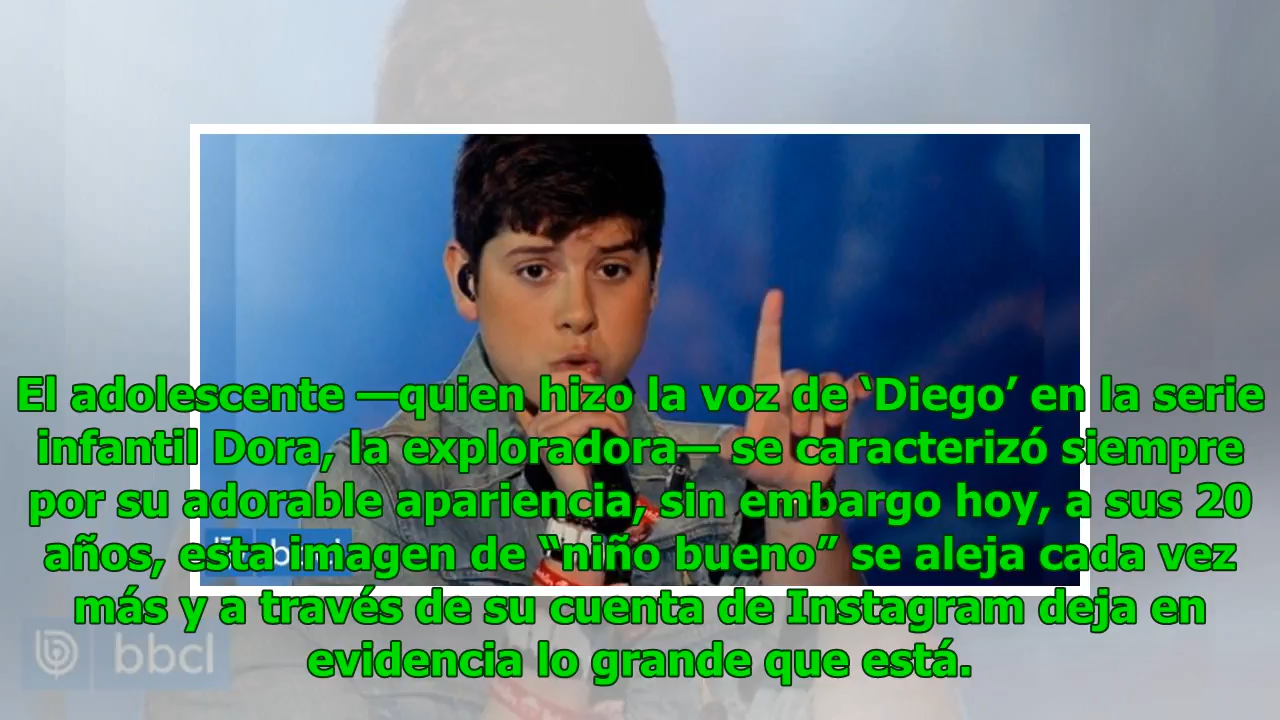 El adolescente —quien hizo la voz de ‘Diego’ en la serie
infantil Dora, la exploradora— se caracterizó siempre
por su adorable apariencia, sin embargo hoy, a sus 20
años, esta imagen de “niño bueno” se aleja cada vez
más y a través de su cuenta de Instagram deja en
evidencia lo grande que está.
bbcl